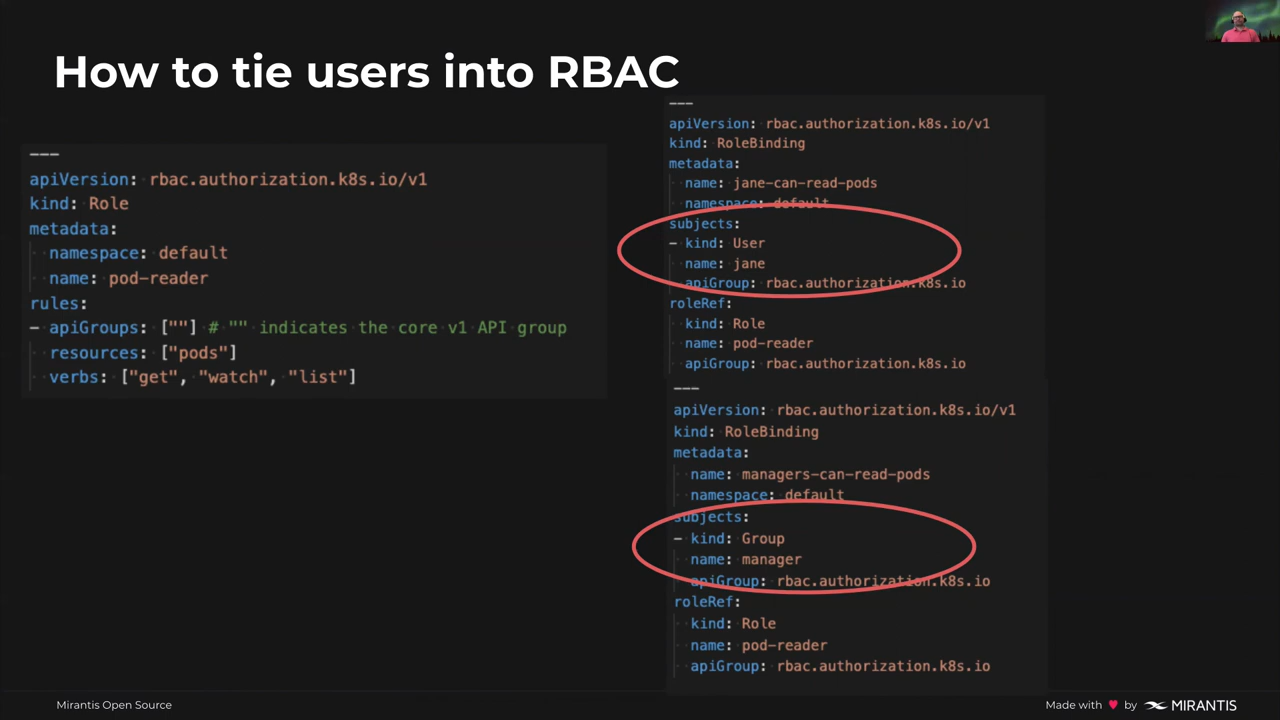 How to tie users into RBAC
---
apiVersion: rbac.authorization.k8s.io/v1
kind: Role
metadata:
  namespace: default
  name: pod-reader
rules:
- apiGroups: [""] # "" indicates the core v1 API group
  resources: ["pods"]
  verbs: ["get", "watch", "list"]
---
apiVersion: rbac.authorization.k8s.io/v1
kind: RoleBinding
metadata:
  name: jane-can-read-pods
  namespace: default
subjects:
- kind: User
  name: jane
  apiGroup: rbac.authorization.k8s.io
roleRef:
  kind: Role
  name: pod-reader
  apiGroup: rbac.authorization.k8s.io
---
apiVersion: rbac.authorization.k8s.io/v1
kind: RoleBinding
metadata:
  name: managers-can-read-pods
  namespace: default
subjects:
- kind: Group
  name: manager
  apiGroup: rbac.authorization.k8s.io
roleRef:
  kind: Role
  name: pod-reader
  apiGroup: rbac.authorization.k8s.io
Mirantis Open Source
Made with ♥ by MIRANTIS